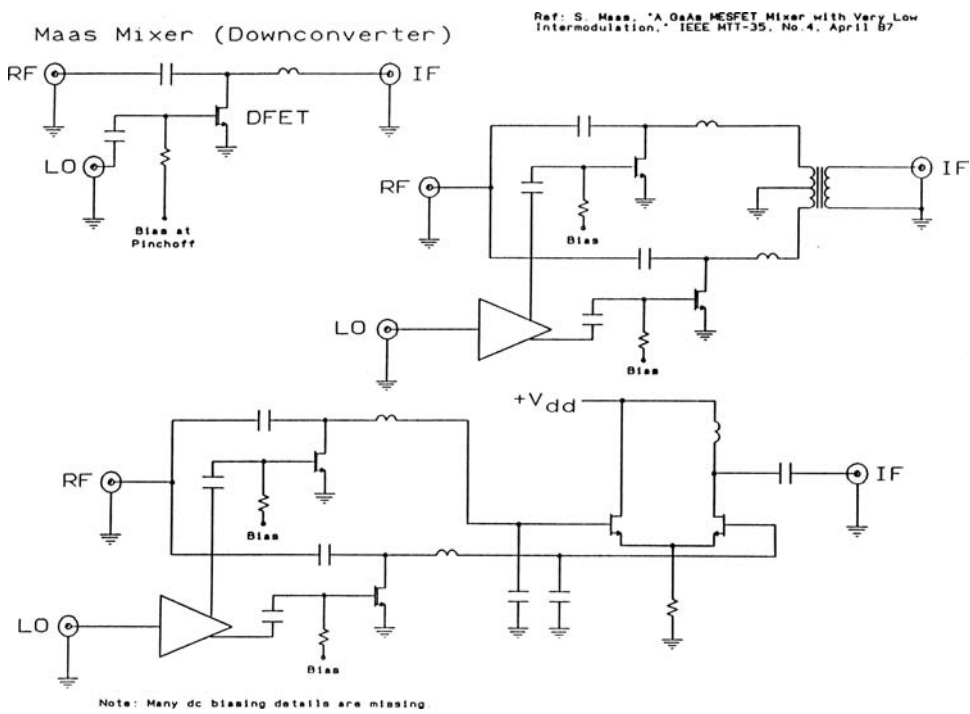 Maas Mixer (Downconverter)
Ref: S. Maas, "A GaAs MESFET Mixer with Very Low
Intermodulation," IEEE MTT-35, No.4, April 87
RF
IF
DFET
LO
Bias at
Pinchoff
RF
IF
Bias
LO
Bias
+Vdd
RF
IF
Bias
LO
Bias
Note: Many dc biasing details are missing.